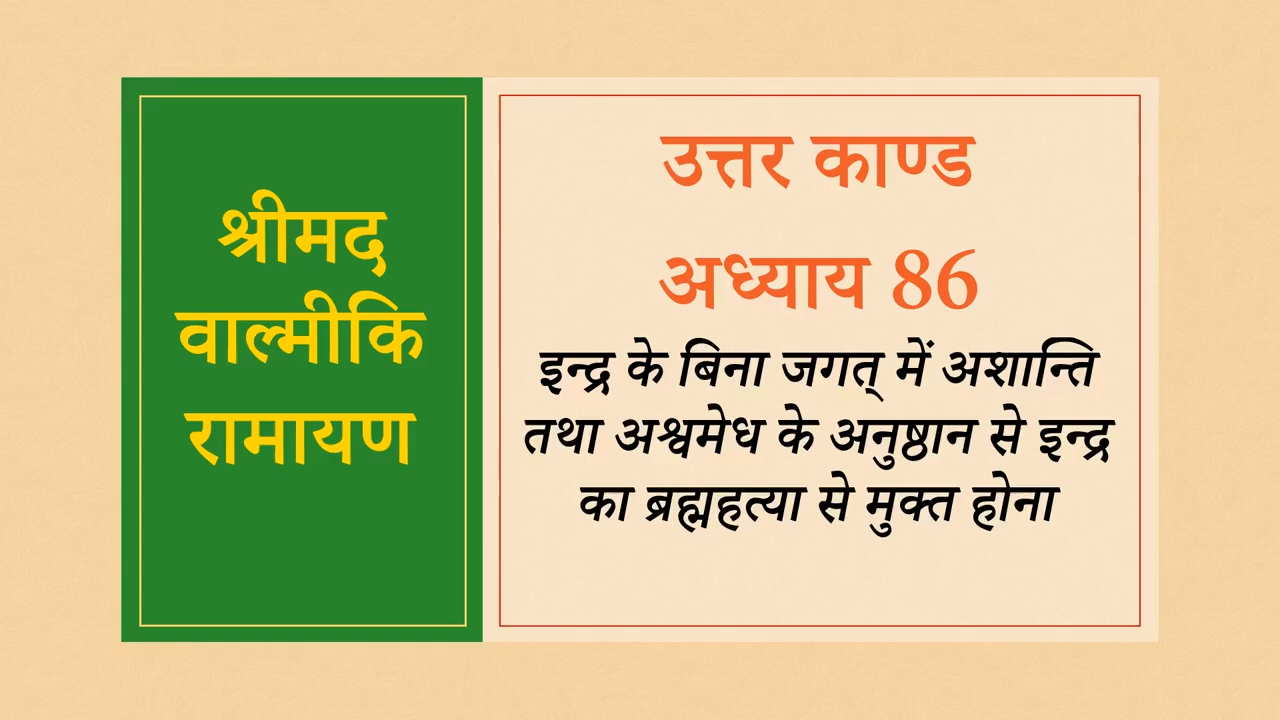 श्रीमद
वाल्मीकि
रामायण
उत्तर काण्ड
अध्याय 86
इन्द्र के बिना जगत् में अशान्ति
तथा अश्वमेध के अनुष्ठान से इन्द्र
का ब्रह्महत्या से मुक्त होना